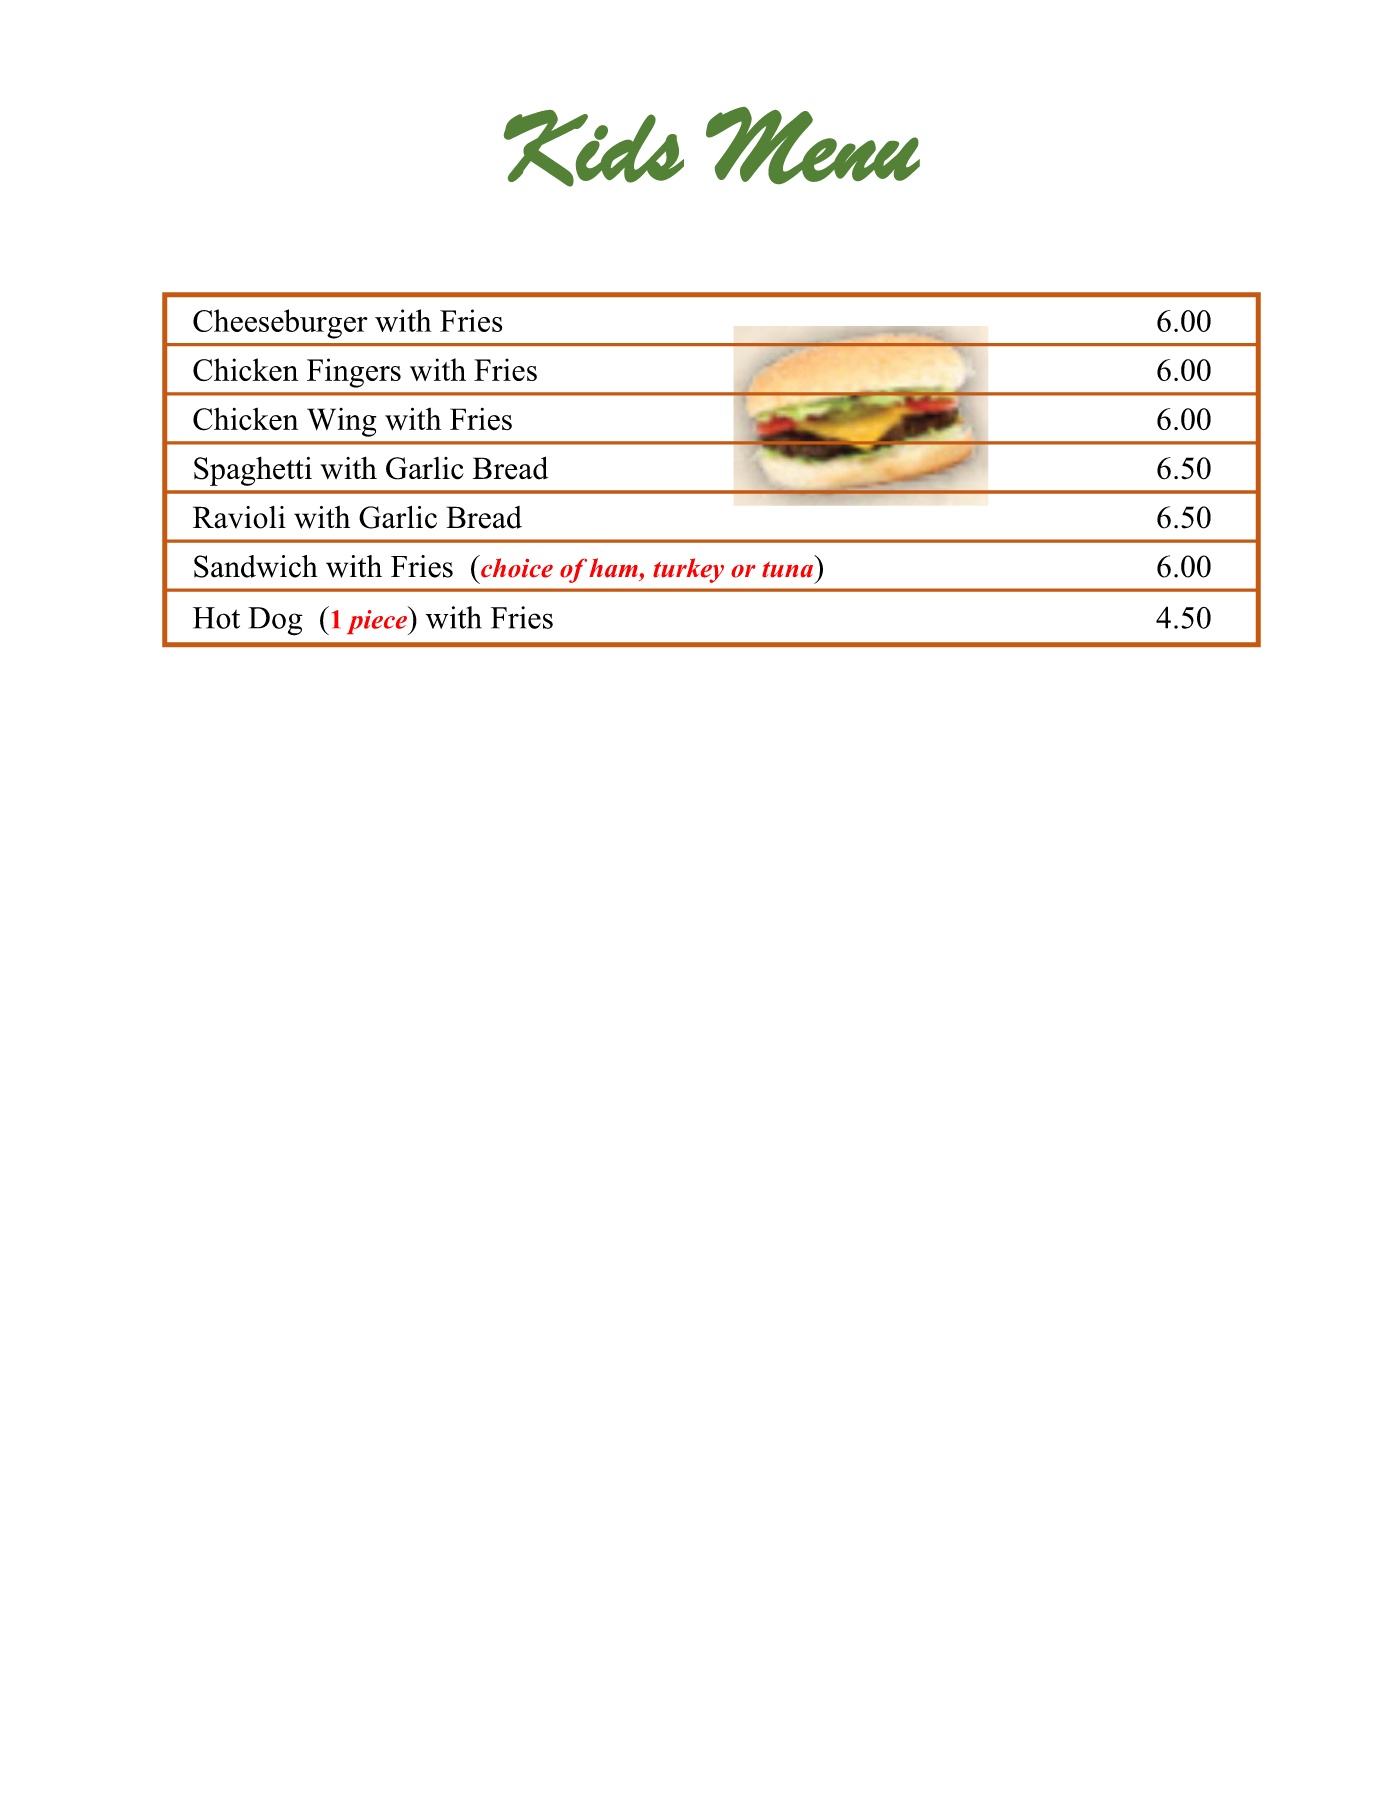 Kids Menu
Cheeseburger with Fries 6.00
Chicken Fingers with Fries 6.00
Chicken Wing with Fries 6.00
Spaghetti with Garlic Bread 6.50
Ravioli with Garlic Bread 6.50
Sandwich with Fries (choice of ham, turkey or tuna) 6.00
Hot Dog (1 piece) with Fries 4.50